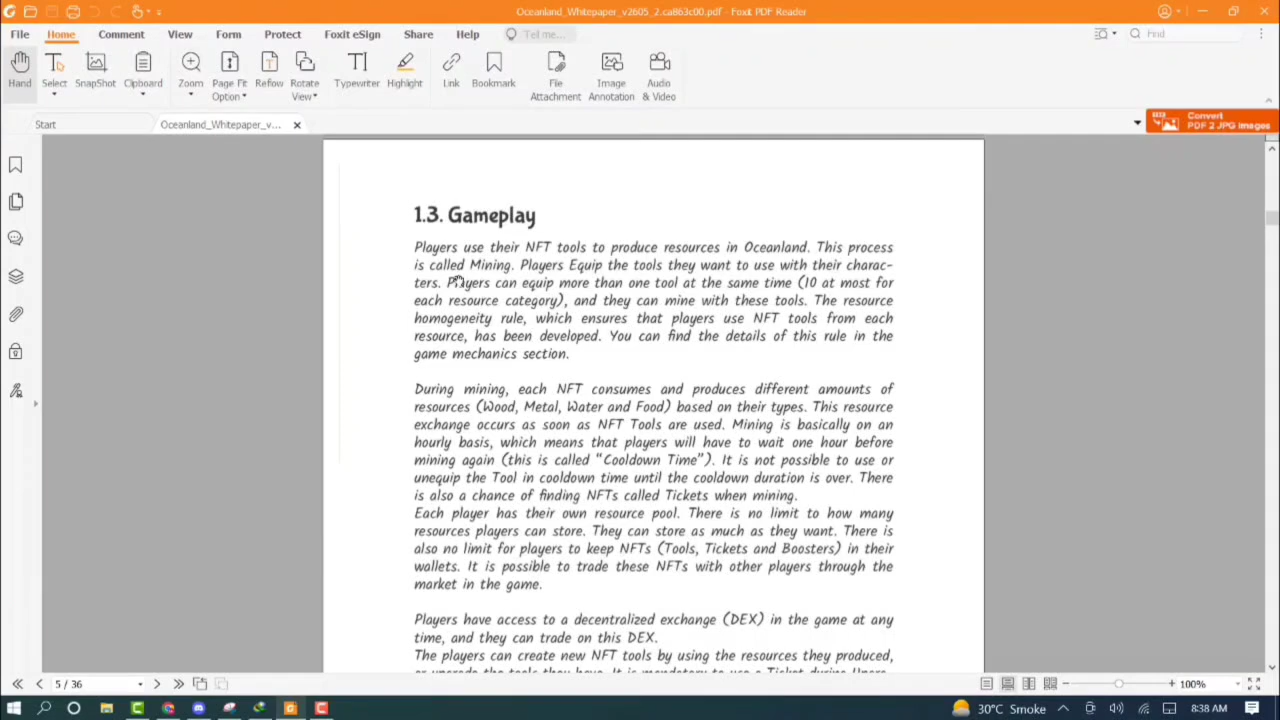 Oceanland_Whitepaper_v2605_2.ca863c00.pdf - Foxit PDF Reader
File Home Comment View Form Protect Foxit eSign Share Help Tell me... Find
Hand Select SnapShot Clipboard Zoom Page Fit Option Reflow Rotate View Typewriter Highlight Link Bookmark File Attachment Image Annotation Audio & Video
Start Oceanland_Whitepaper_v...
Convert
PDF 2 JPG Images
1.3. Gameplay
Players use their NFT tools to produce resources in Oceanland. This process
is called Mining. Players Equip the tools they want to use with their charac-
ters. Players can equip more than one tool at the same time (10 at most for
each resource category), and they can mine with these tools. The resource
homogeneity rule, which ensures that players use NFT tools from each
resource, has been developed. You can find the details of this rule in the
game mechanics section.
During mining, each NFT consumes and produces different amounts of
resources (Wood, Metal, Water and Food) based on their types. This resource
exchange occurs as soon as NFT Tools are used. Mining is basically on an
hourly basis, which means that players will have to wait one hour before
mining again (this is called "Cooldown Time"). It is not possible to use or
unequip the Tool in cooldown time until the cooldown duration is over. There
is also a chance of finding NFTs called Tickets when mining.
Each player has their own resource pool. There is no limit to how many
resources players can store. They can store as much as they want. There is
also no limit for players to keep NFTs (Tools, Tickets and Boosters) in their
wallets. It is possible to trade these NFTs with other players through the
market in the game.
Players have access to a decentralized exchange (DEX) in the game at any
time, and they can trade on this DEX.
The players can create new NFT tools by using the resources they produced,
or upgrade the tools they have. It is mandatory to use a Ticket during
5 / 36 100%
30°C Smoke 8:38 AM